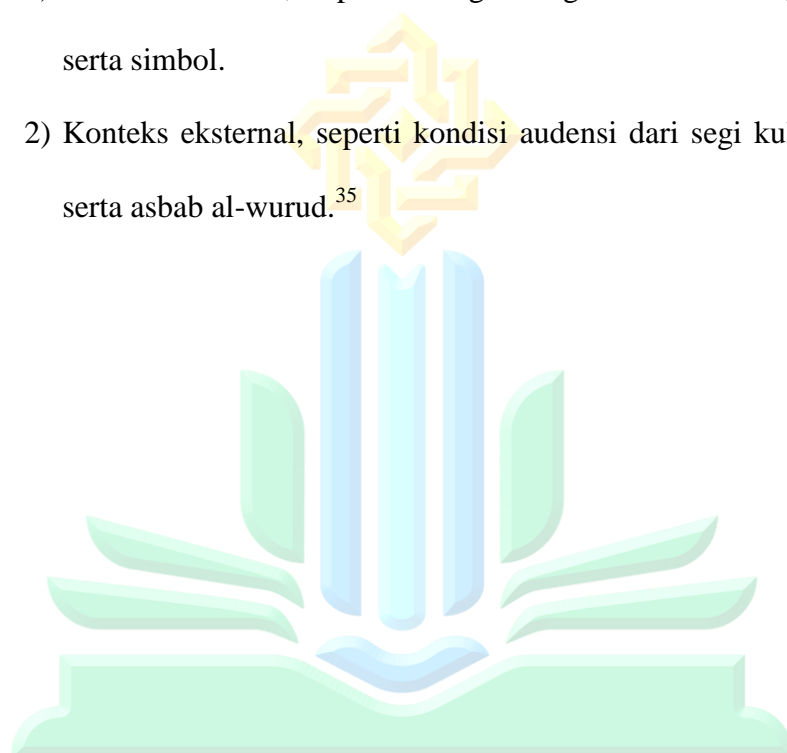 serta simbol.
2) Konteks eksternal, seperti kondisi audensi dari segi
serta asbab al-wurud.35